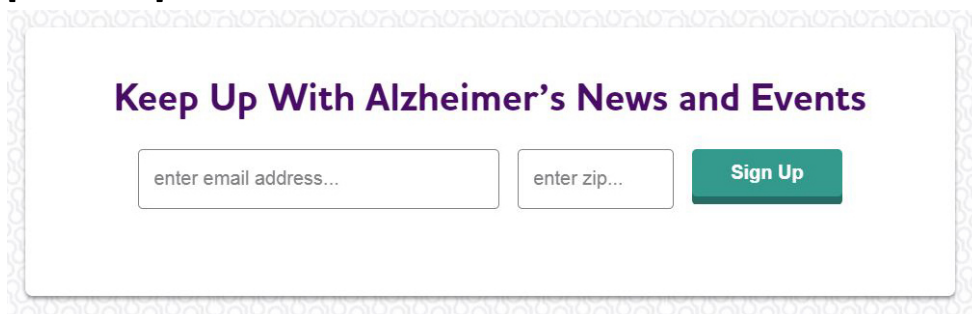 Keep Up With Alzheimer’s News and Events
enter email address... enter zip... Sign Up